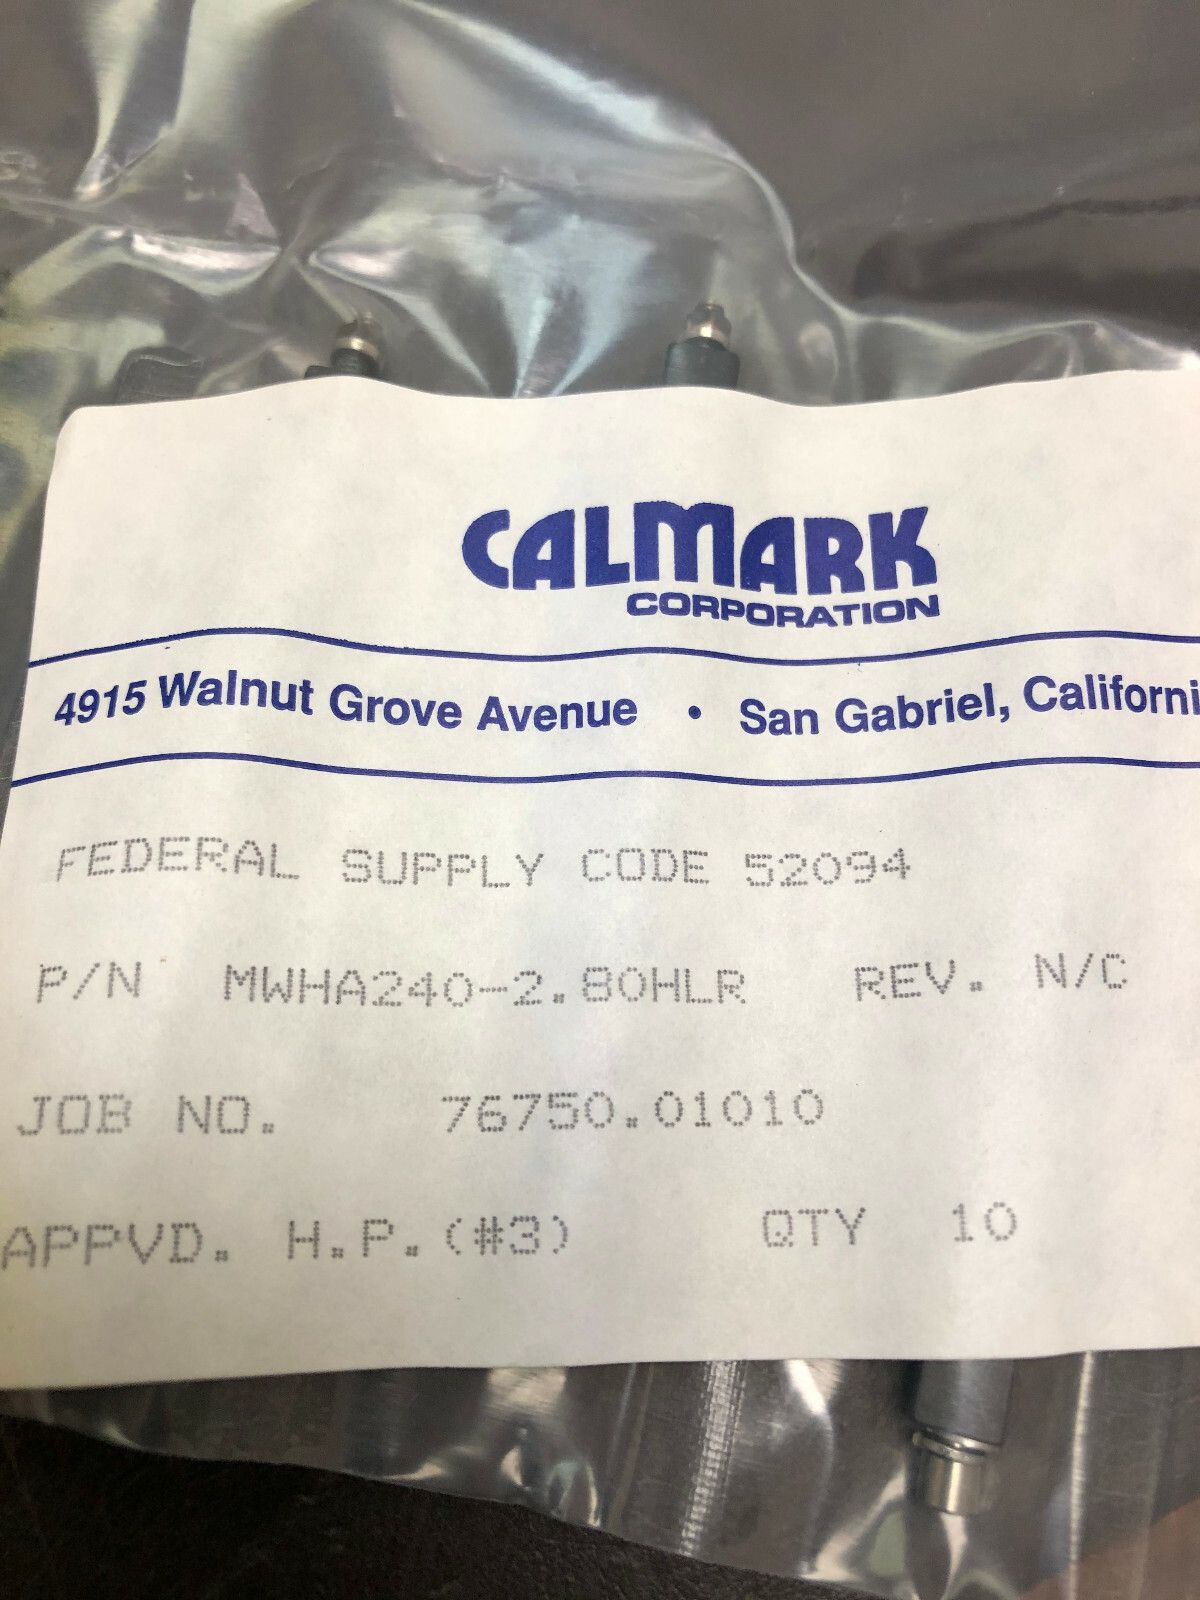 CALMARK
CORPORATION
4915 Walnut Grove Avenue • San Gabriel, Californi
FEDERAL SUPPLY CODE 52094
P/N MWHA240-2.80HLR REV. N/C
JOB NO. 76750.01010
APPVD. H.P.(#3) QTY 10